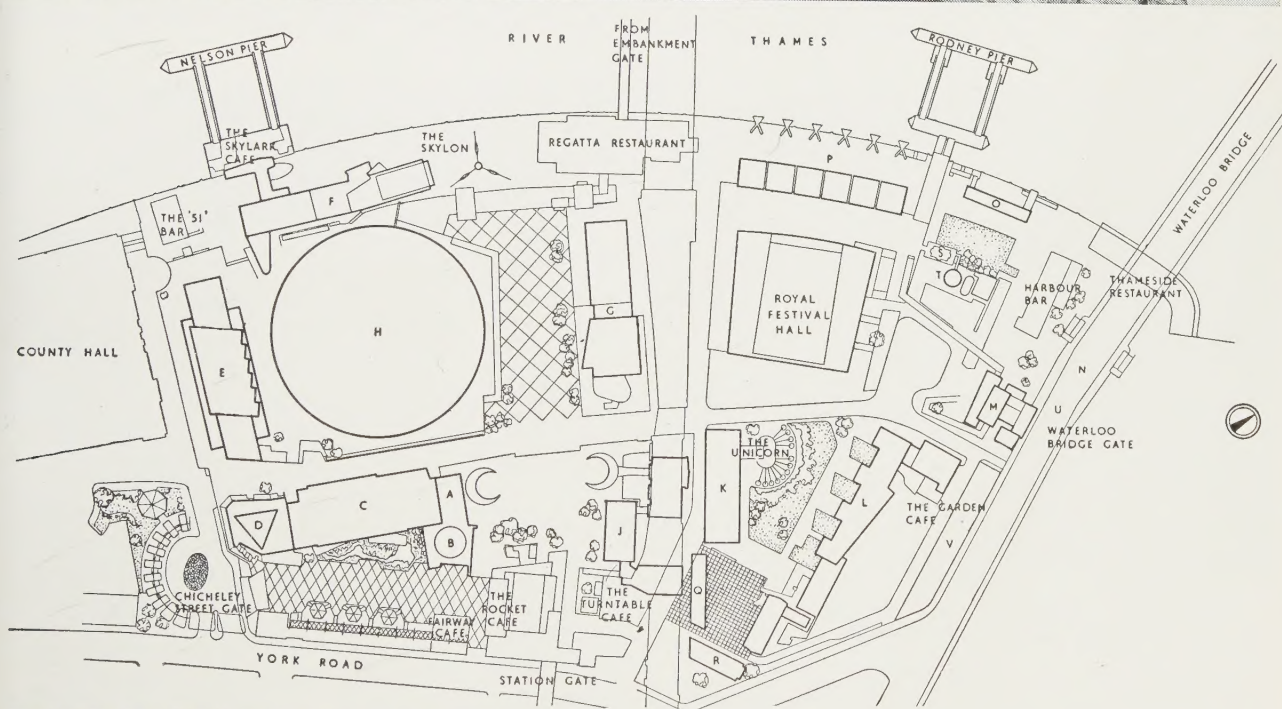 RIVER THAMES
FROM
EMBANKMENT
GATE
NELSON PIER
RODNEY PIER
THE
SKYLARK
CAFE
THE
SKYLON
REGATTA RESTAURANT
P
WATERLOO BRIDGE
F
THE '51'
BAR
O
S
T
HARBOUR
BAR
THAMESIDE
RESTAURANT
ROYAL
FESTIVAL
HALL
G
H
COUNTY HALL
E
N
M
U
WATERLOO
BRIDGE GATE
THE
UNICORN
K
L
THE GARDEN
CAFE
V
A
C
D
B
J
Q
CHICHELEY
STREET GATE
FAIRWAY
CAFE
THE
ROCKET
CAFE
THE
TURNTABLE
CAFE
R
YORK ROAD
STATION GATE